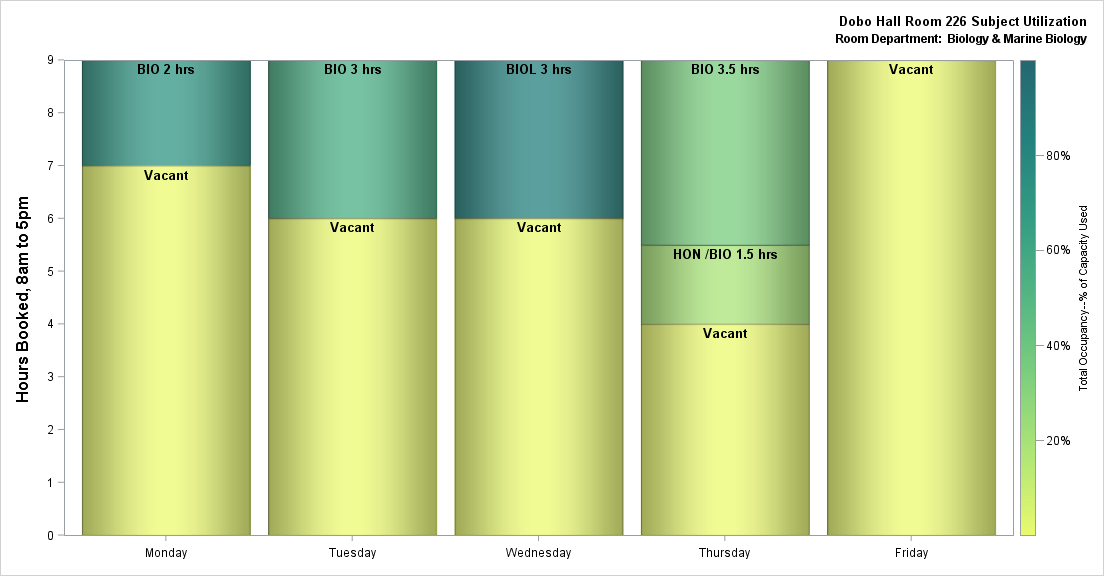 Dobo Hall Room 226 Subject Utilization
Room Department: Biology & Marine Biology
Hours Booked, 8am to 5pm
9
8
7
6
5
4
3
2
1
0
BIO 2 hrs
Vacant
BIO 3 hrs
Vacant
BIOL 3 hrs
Vacant
BIO 3.5 hrs
HON /BIO 1.5 hrs
Vacant
Vacant
Monday
Tuesday
Wednesday
Thursday
Friday
80%
60%
40%
20%
Total Occupancy--% of Capacity Used